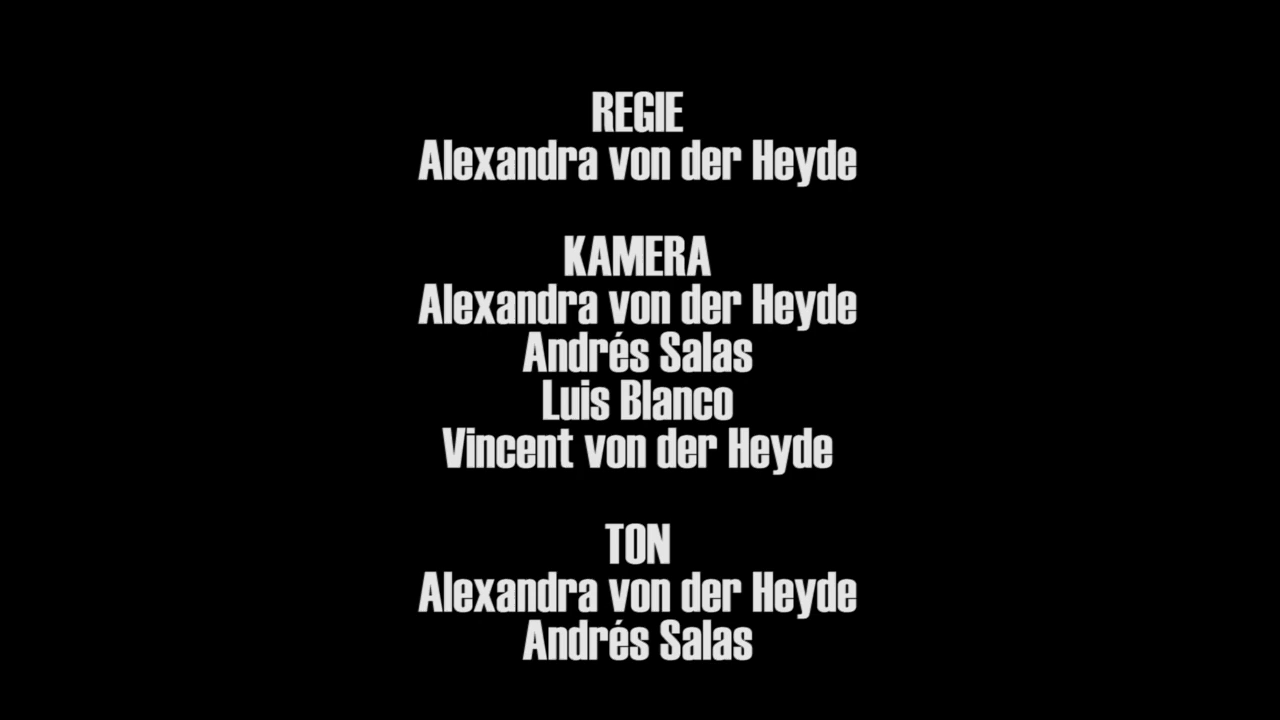 REGIE
Alexandra von der Heyde
KAMERA
Alexandra von der Heyde
Andrés Salas
Luis Blanco
Vincent von der Heyde
TON
Alexandra von der Heyde
Andrés Salas